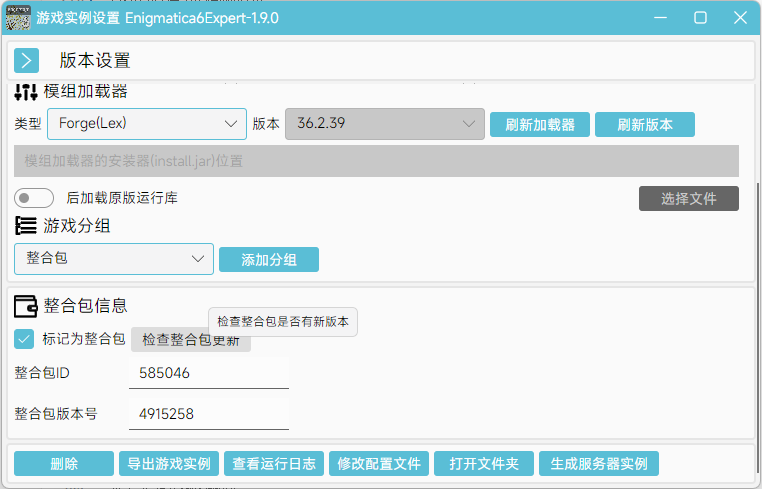 游戏实例设置 Enigmatica6Expert-1.9.0
版本设置
模组加载器
类型 Forge(Lex) 版本 36.2.39 刷新加载器 刷新版本
模组加载器的安装器(install.jar)位置
后加载原版运行库 选择文件
游戏分组
整合包 添加分组
整合包信息
检查整合包是否有新版本
标记为整合包 检查整合包更新
整合包ID 585046
整合包版本号 4915258
删除 导出游戏实例 查看运行日志 修改配置文件 打开文件夹 生成服务器实例